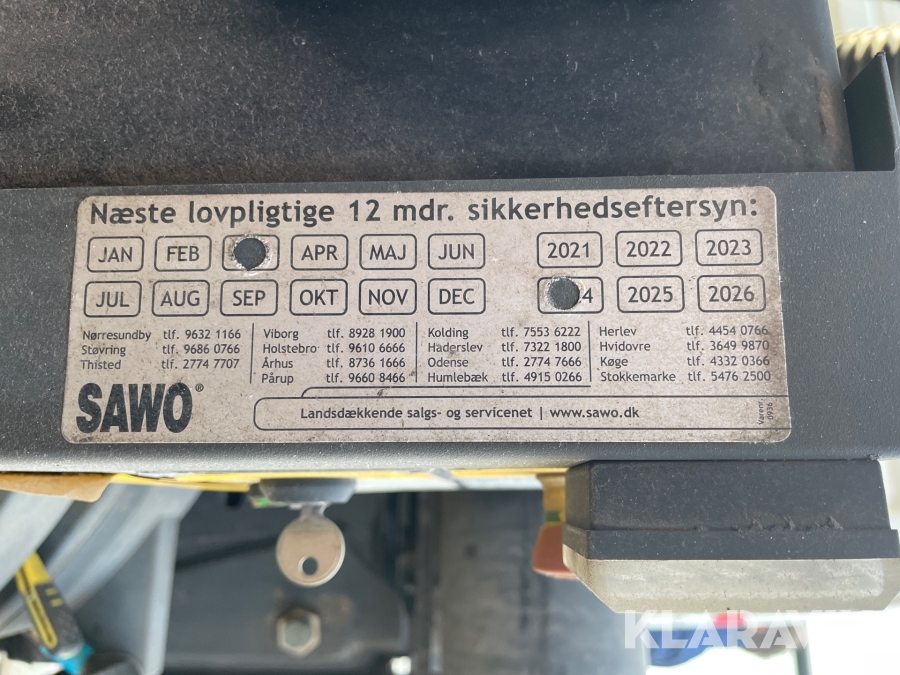 Næste lovpligtige 12 mdr. sikkerhedseftersyn:
JAN FEB APR MAJ JUN 2021 2022 2023
JUL AUG SEP OKT NOV DEC 4 2025 2026
Nørresundby tlf. 9632 1166 Viborg tlf. 8928 1900 Kolding tlf. 7553 6222 Herlev tlf. 4454 0766
Støvring tlf. 9686 0766 Holstebro tlf. 9610 6666 Haderslev tlf. 7322 1800 Hvidovre tlf. 3649 9870
Thisted tlf. 2774 7707 Århus tlf. 8736 1666 Odense tlf. 2774 7666 Køge tlf. 4332 0366
Pårup tlf. 9660 8466 Humlebæk tlf. 4915 0266 Stokkemarke tlf. 5476 2500
SAWO®
Landsdækkende salgs- og servicenet | www.sawo.dk
Varenr. 0936